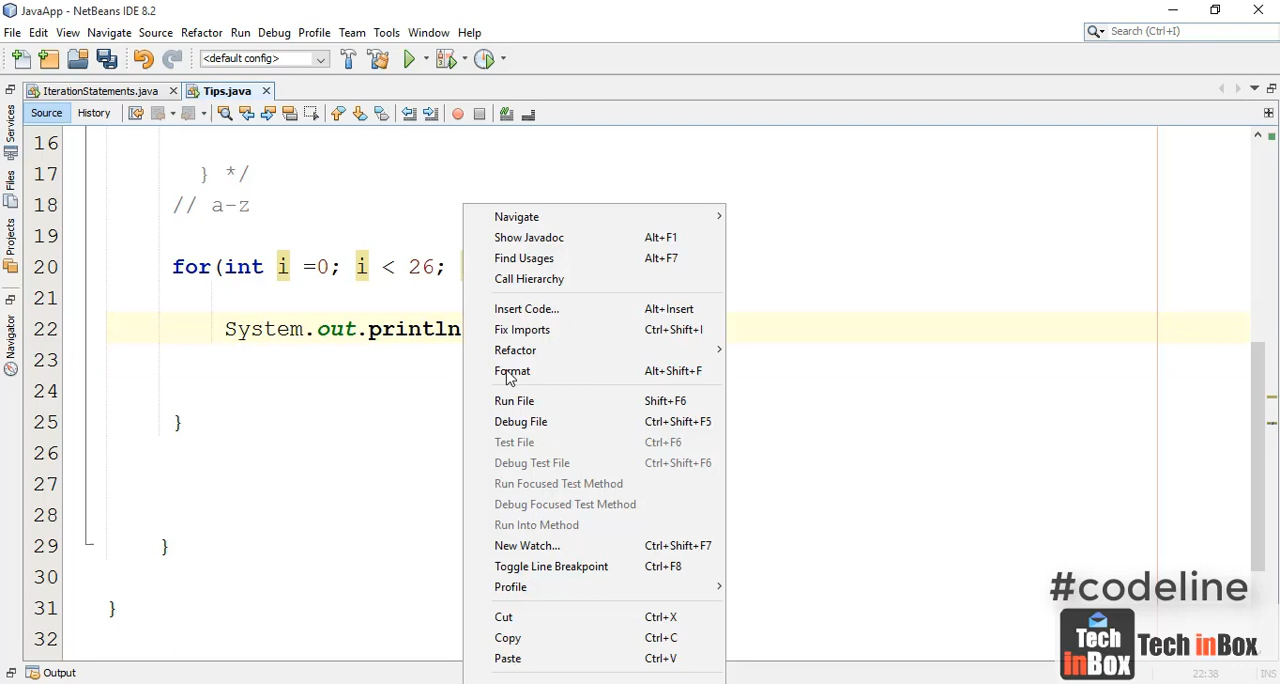 JavaApp - NetBeans IDE 8.2
File Edit View Navigate Source Refactor Run Debug Profile Team Tools Window Help
Search (Ctrl+I)
<default config>
IterationStatements.java Tips.java
Source History
Services
Files
Projects
Navigator
16
17 } */
18 // a-z
19
20 for(int i =0; i < 26;
21
22 System.out.println
23
24
25 }
26
27
28
29 }
30
31 }
32
Navigate
Show Javadoc Alt+F1
Find Usages Alt+F7
Call Hierarchy
Insert Code... Alt+Insert
Fix Imports Ctrl+Shift+I
Refactor
Format Alt+Shift+F
Run File Shift+F6
Debug File Ctrl+Shift+F5
Test File Ctrl+F6
Debug Test File Ctrl+Shift+F6
Run Focused Test Method
Debug Focused Test Method
Run Into Method
New Watch... Ctrl+Shift+F7
Toggle Line Breakpoint Ctrl+F8
Profile
Cut Ctrl+X
Copy Ctrl+C
Paste Ctrl+V
#codeline
Tech
inBOX
Tech inBox
Output
22:38 INS